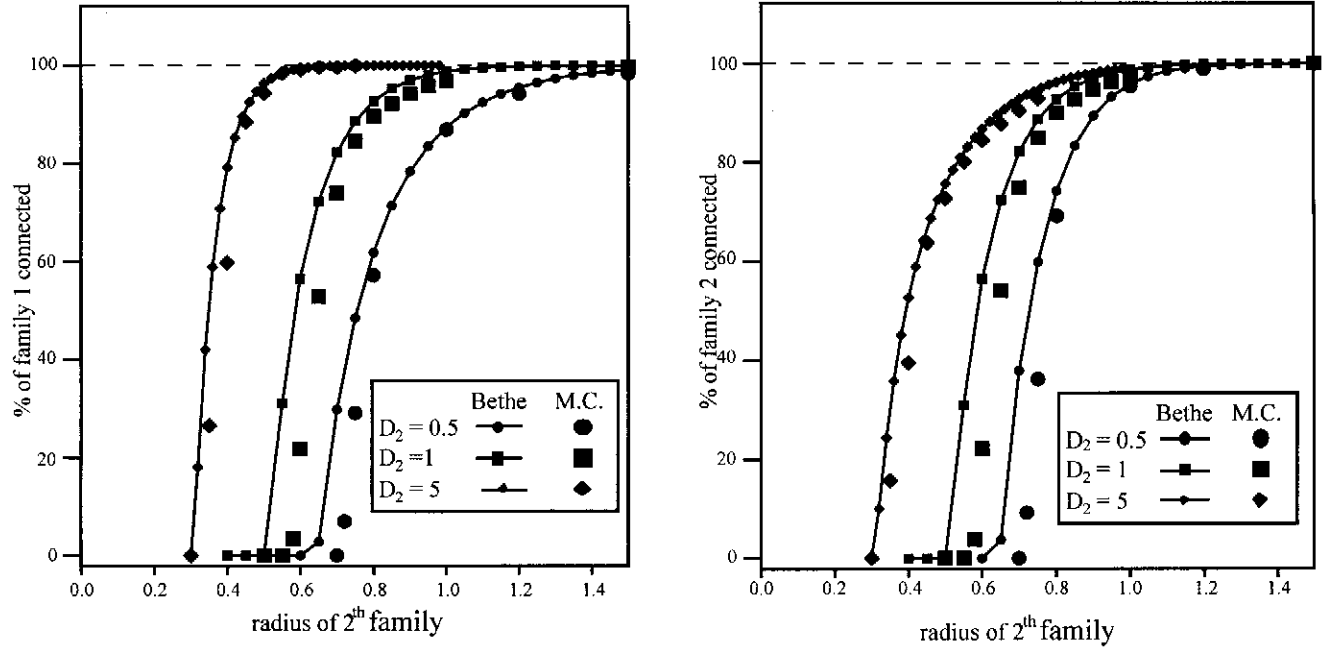 % of family 1 connected
100
80
60
40
20
0
0.0 0.2 0.4 0.6 0.8 1.0 1.2 1.4
radius of 2th family
Bethe M.C.
D2 = 0.5
D2 =1
D2 = 5
% of family 2 connected
100
80
60
40
20
0
0.0 0.2 0.4 0.6 0.8 1.0 1.2 1.4
radius of 2th family
Bethe M.C.
D2 = 0.5
D2 = 1
D2 = 5